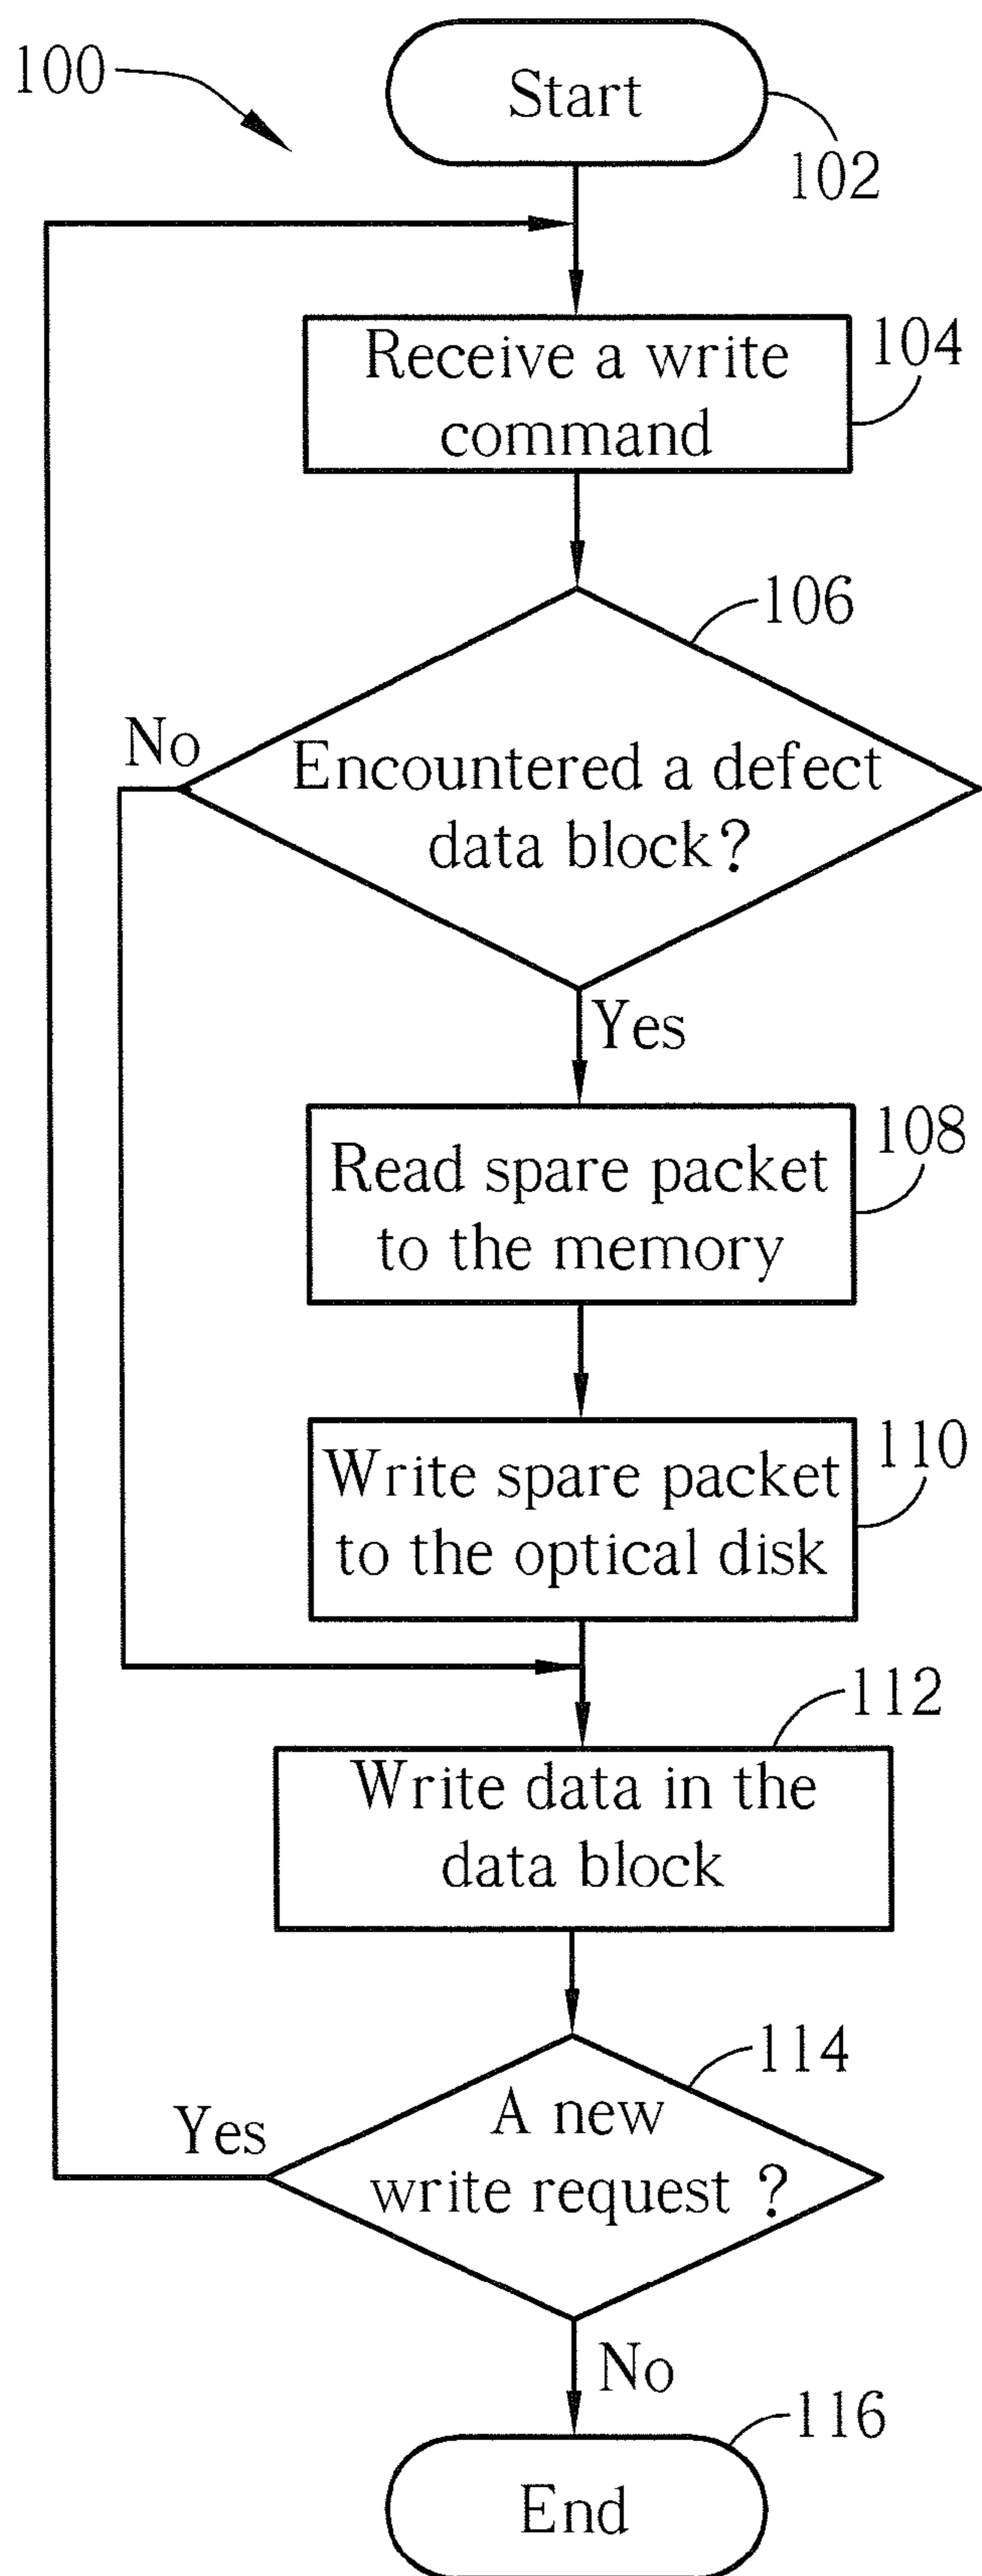 100
Start
102
Receive a write
command
104
106
No
Encountered a defect
data block?
Yes
108
Read spare packet
to the memory
110
Write spare packet
to the optical disk
112
Write data in the
data block
114
A new
write request ?
Yes
No
116
End